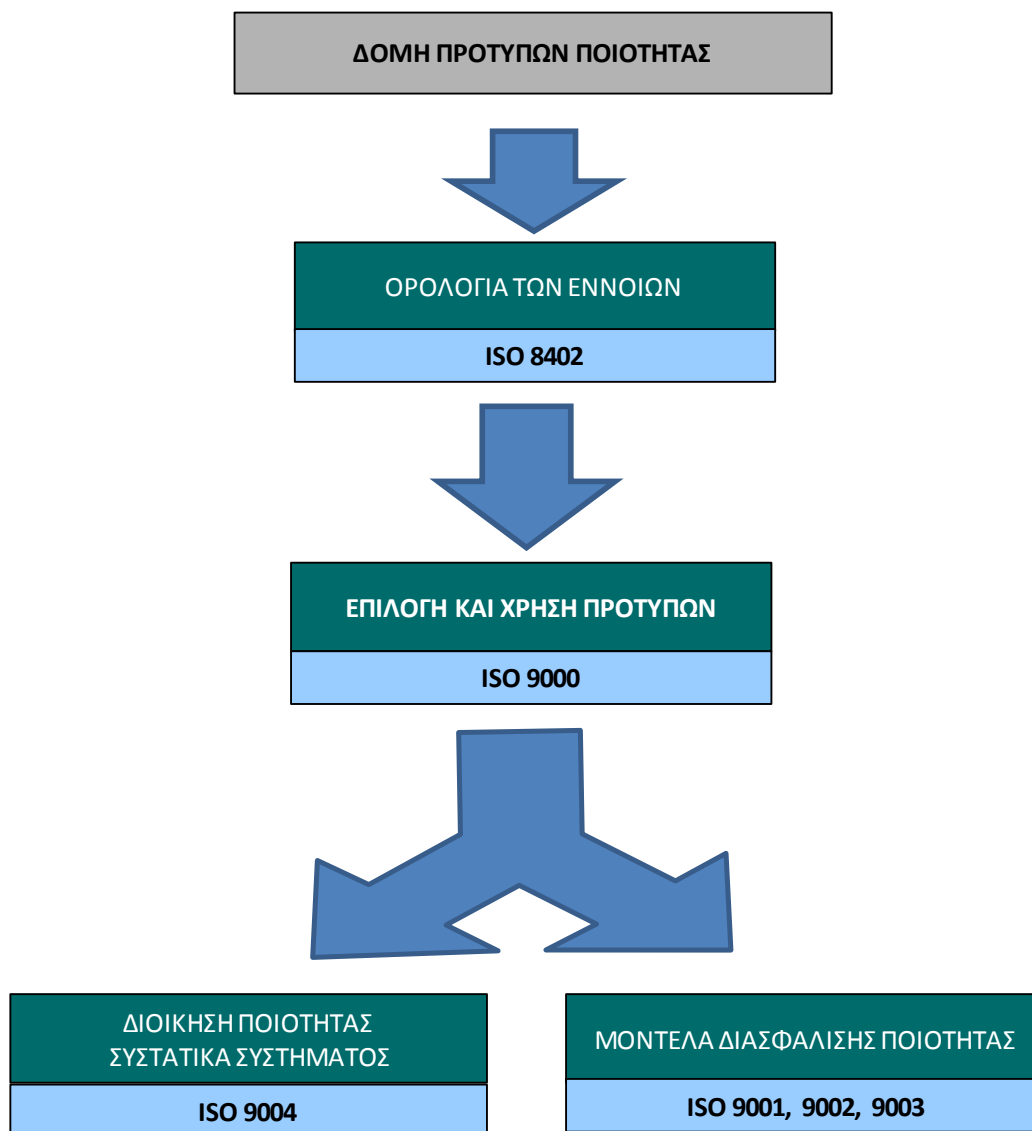 ΔΟΜΗ ΠΡΟΤΥΠΩΝ ΠΟΙΟΤΗΤΑΣ
ΟΡΟΛΟΓΙΑ ΤΩΝ ΕΝΝΟΙΩΝ
ISO 8402
ΕΠΙΛΟΓΗ ΚΑΙ ΧΡΗΣΗ ΠΡΟΤΥΠΩΝ
ISO 9000
ΔΙΟΙΚΗΣΗ ΠΟΙΟΤΗΤΑΣ
ΣΥΣΤΑΤΙΚΑ ΣΥΣΤΗΜΑΤΟΣ
ISO 9004
ΜΟΝΤΕΛΑ ΔΙΑΣΦΑΛΙΣΗΣ ΠΟΙΟΤΗΤΑΣ
ISO 9001, 9002, 9003